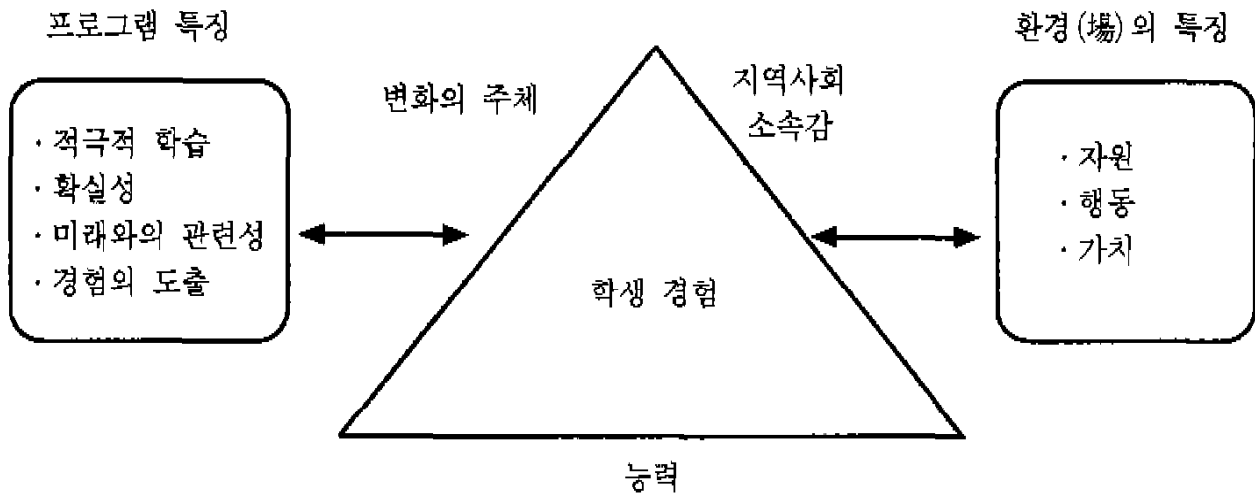 프로그램 특징
· 적극적 학습
· 확실성
· 미래와의 관련성
· 경험의 도출
변화의 주체
지역사회
소속감
학생 경험
능력
환경(場)의 특징
· 자원
· 행동
· 가치